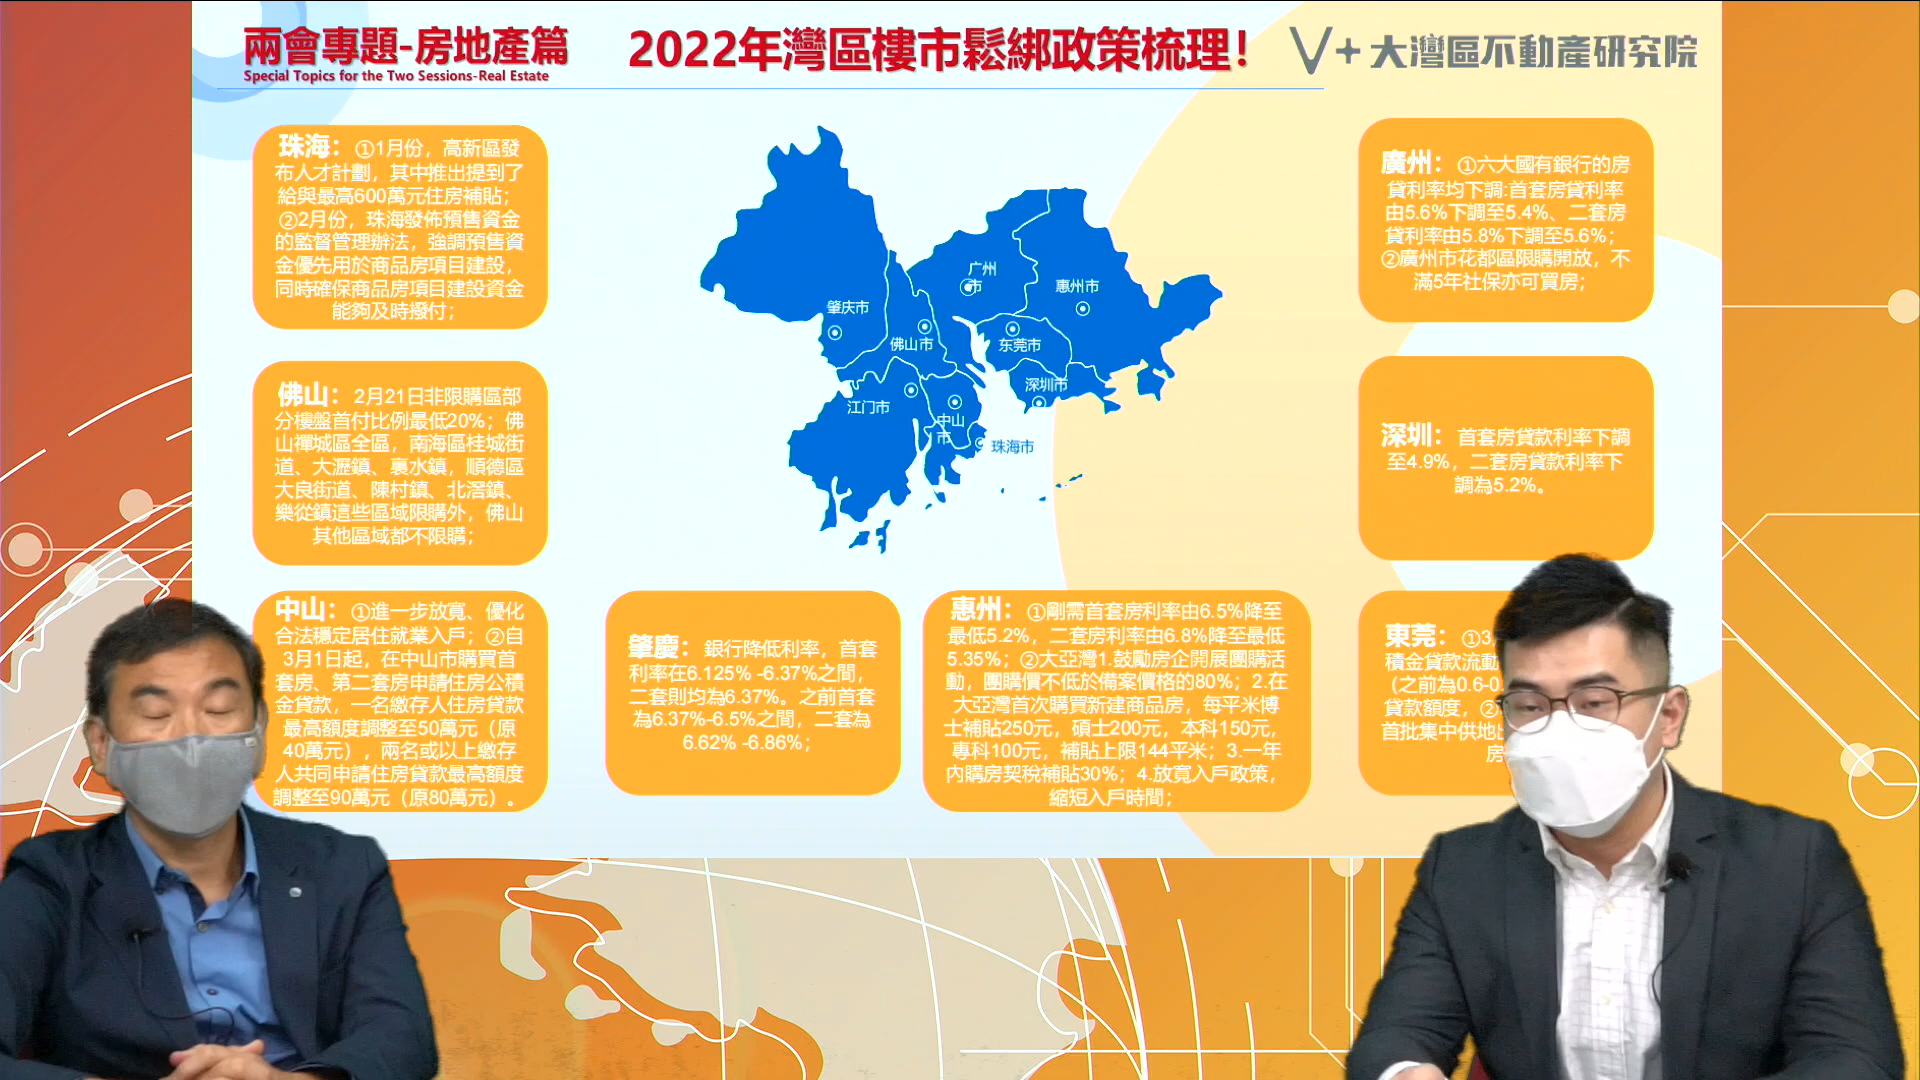 兩會專題-房地產篇
Special Topics for the Two Sessions-Real Estate
2022年灣區樓市鬆綁政策梳理！
V+ 大灣區不動產研究院
珠海：①1月份，高新區發
布人才計劃，其中推出提到了
給與最高600萬元住房補貼；
②2月份，珠海發佈預售資金
的監督管理辦法，強調預售資
金優先用於商品房項目建設，
同時確保商品房項目建設資金
能夠及時撥付；
佛山：2月21日非限購區部
分樓盤首付比例最低20%；佛
山禪城區全區，南海區桂城街
道、大瀝鎮、裏水鎮，順德區
大良街道、陳村鎮、北滘鎮、
樂從鎮這些區域限購外，佛山
其他區域都不限購；
中山：①進一步放寬、優化
合法穩定居住就業入戶；②自
3月1日起，在中山市購買首
套房、第二套房申請住房公積
金貸款，一名繳存人住房貸款
最高額度調整至50萬元（原
40萬元），兩名或以上繳存
人共同申請住房貸款最高額度
調整至90萬元（原80萬元）。
广州
市
惠州市
肇庆市
佛山市
东莞市
深圳市
江门市
中山
市
珠海市
肇慶：銀行降低利率，首套
利率在6.125% -6.37%之間，
二套則均為6.37%。之前首套
為6.37%-6.5%之間，二套為
6.62% -6.86%；
惠州：①剛需首套房利率由6.5%降至
最低5.2%，二套房利率由6.8%降至最低
5.35%；②大亞灣1.鼓勵房企開展團購活
動，團購價不低於備案價格的80%；2.在
大亞灣首次購買新建商品房，每平米博
士補貼250元，碩士200元，本科150元，
專科100元，補貼上限144平米；3.一年
內購房契稅補貼30%；4.放寬入戶政策，
縮短入戶時間；
廣州：①六大國有銀行的房
貸利率均下調:首套房貸利率
由5.6%下調至5.4%、二套房
貸利率由5.8%下調至5.6%；
②廣州市花都區限購開放，不
滿5年社保亦可買房；
深圳：首套房貸款利率下調
至4.9%，二套房貸款利率下
調為5.2%。
東莞：①3
積金貸款流動
（之前為0.6-0
貸款額度，②
首批集中供地出
房